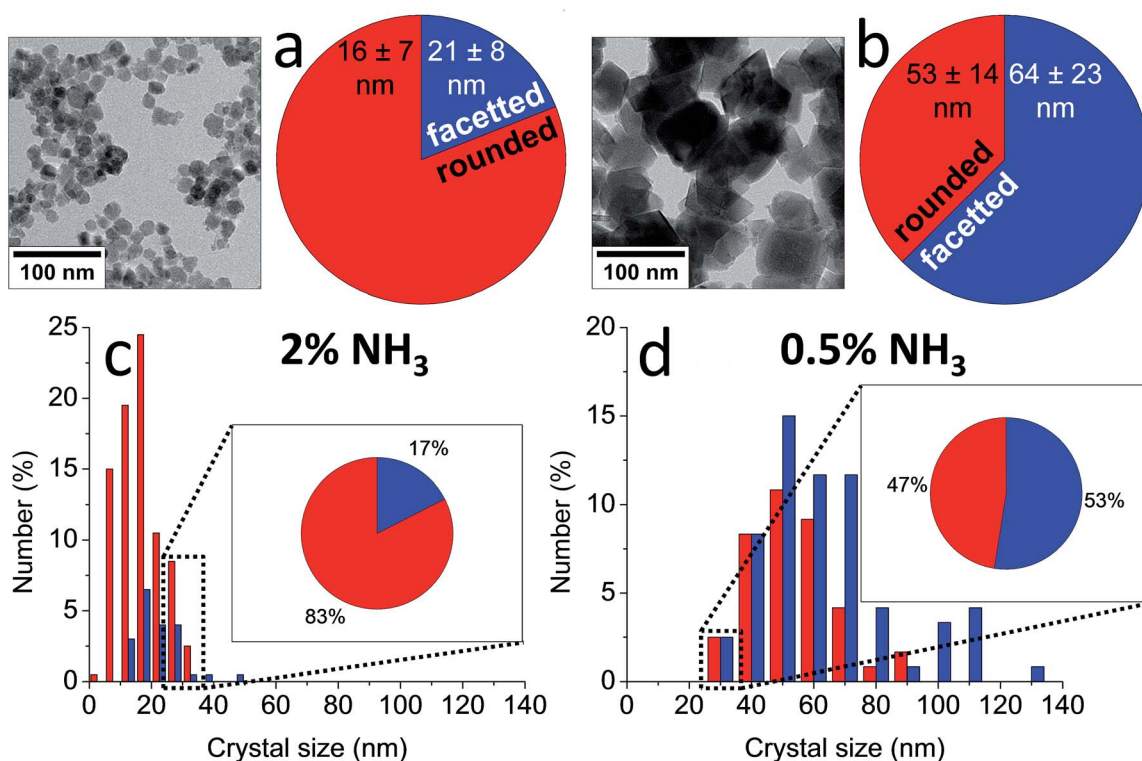 a
16 ± 7
nm
21 ± 8
nm
facetted
rounded
100 nm
b
53 ± 14
nm
64 ± 23
nm
rounded
facetted
100 nm
c
2% NH₃
Number (%)
25
20
15
10
5
0
17%
83%
0 20 40 60 80 100 120 140
Crystal size (nm)
d
0.5% NH₃
Number (%)
20
15
10
5
0
47%
53%
0 20 40 60 80 100 120 140
Crystal size (nm)